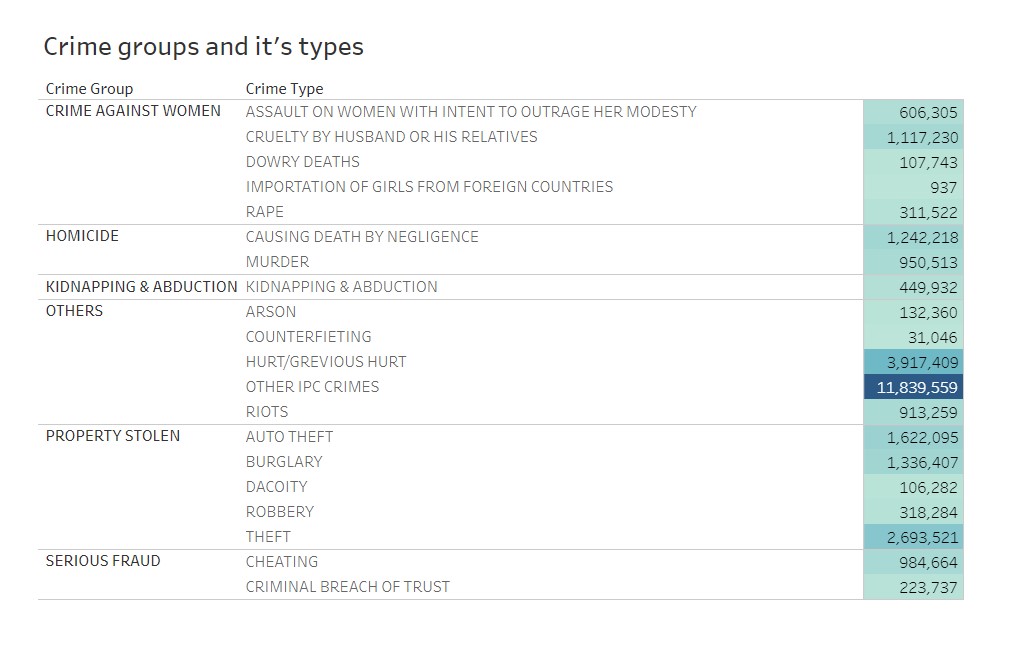 Crime groups and it's types
Crime Group Crime Type
CRIME AGAINST WOMEN ASSAULT ON WOMEN WITH INTENT TO OUTRAGE HER MODESTY 606,305
CRUELTY BY HUSBAND OR HIS RELATIVES 1,117,230
DOWRY DEATHS 107,743
IMPORTATION OF GIRLS FROM FOREIGN COUNTRIES 937
RAPE 311,522
HOMICIDE CAUSING DEATH BY NEGLIGENCE 1,242,218
MURDER 950,513
KIDNAPPING & ABDUCTION KIDNAPPING & ABDUCTION 449,932
OTHERS ARSON 132,360
COUNTERFIETING 31,046
HURT/GREVIOUS HURT 3,917,409
OTHER IPC CRIMES 11,839,559
RIOTS 913,259
PROPERTY STOLEN AUTO THEFT 1,622,095
BURGLARY 1,336,407
DACOITY 106,282
ROBBERY 318,284
THEFT 2,693,521
SERIOUS FRAUD CHEATING 984,664
CRIMINAL BREACH OF TRUST 223,737